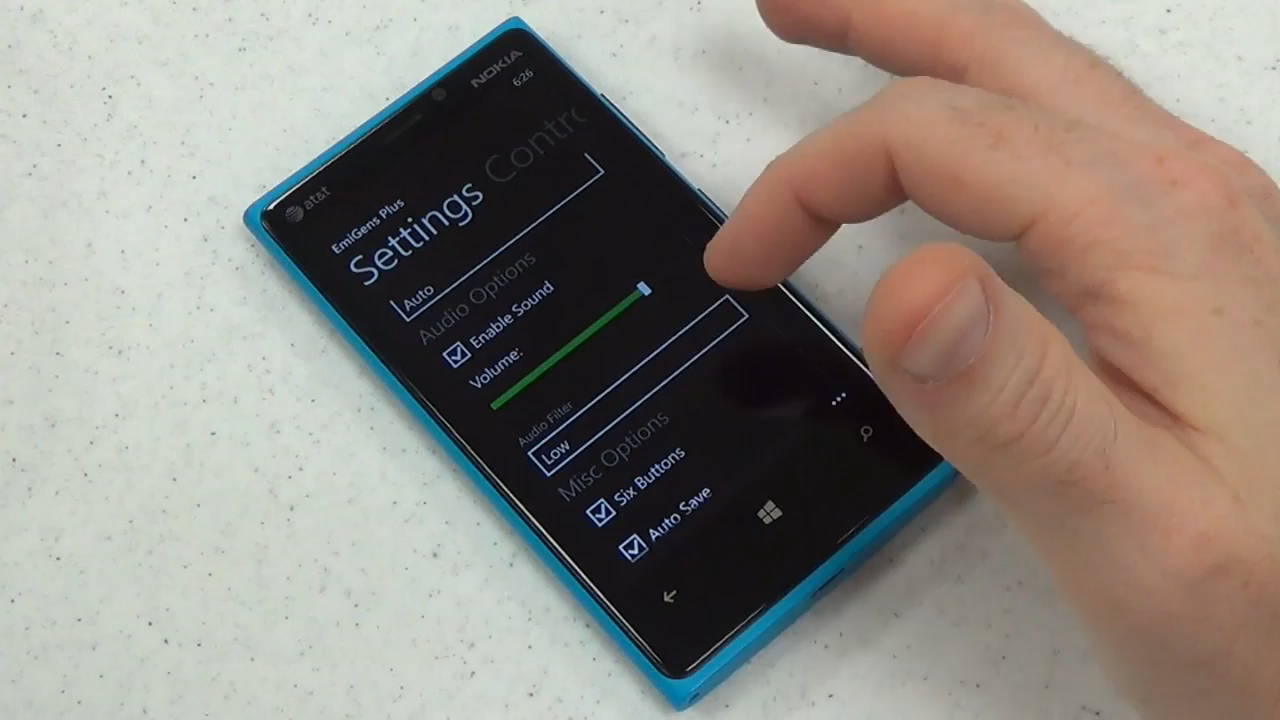 NOKIA
6:26
at&t
EmiGens Plus
Settings Contro
Auto
Audio Options
Enable Sound
Volume:
Audio Filter
Low
Misc Options
Six Buttons
Auto Save